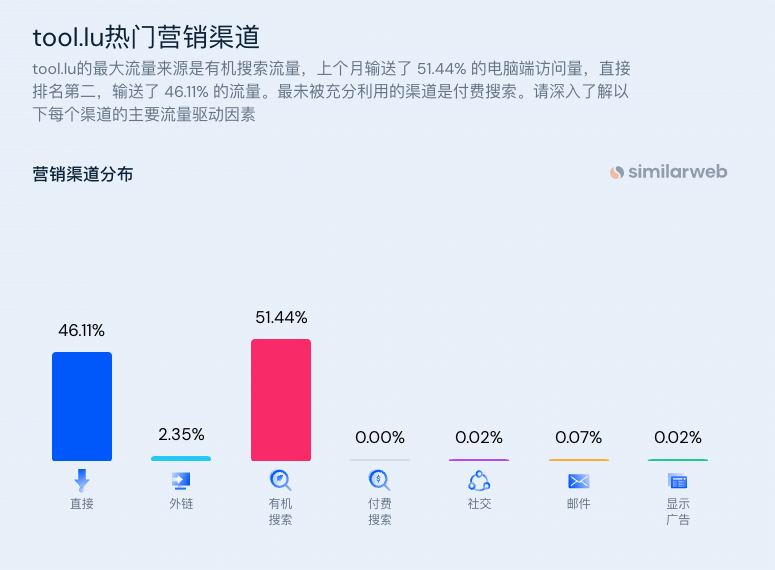 tool.lu热门营销渠道
tool.lu的最大流量来源是有机搜索流量，上个月输送了 51.44% 的电脑端访问量，直接
排名第二，输送了 46.11% 的流量。最未被充分利用的渠道是付费搜索。请深入了解以
下每个渠道的主要流量驱动因素
营销渠道分布
similarweb
46.11%
2.35%
51.44%
0.00%
0.02%
0.07%
0.02%
直接
外链
有机
搜索
付费
搜索
社交
邮件
显示
广告